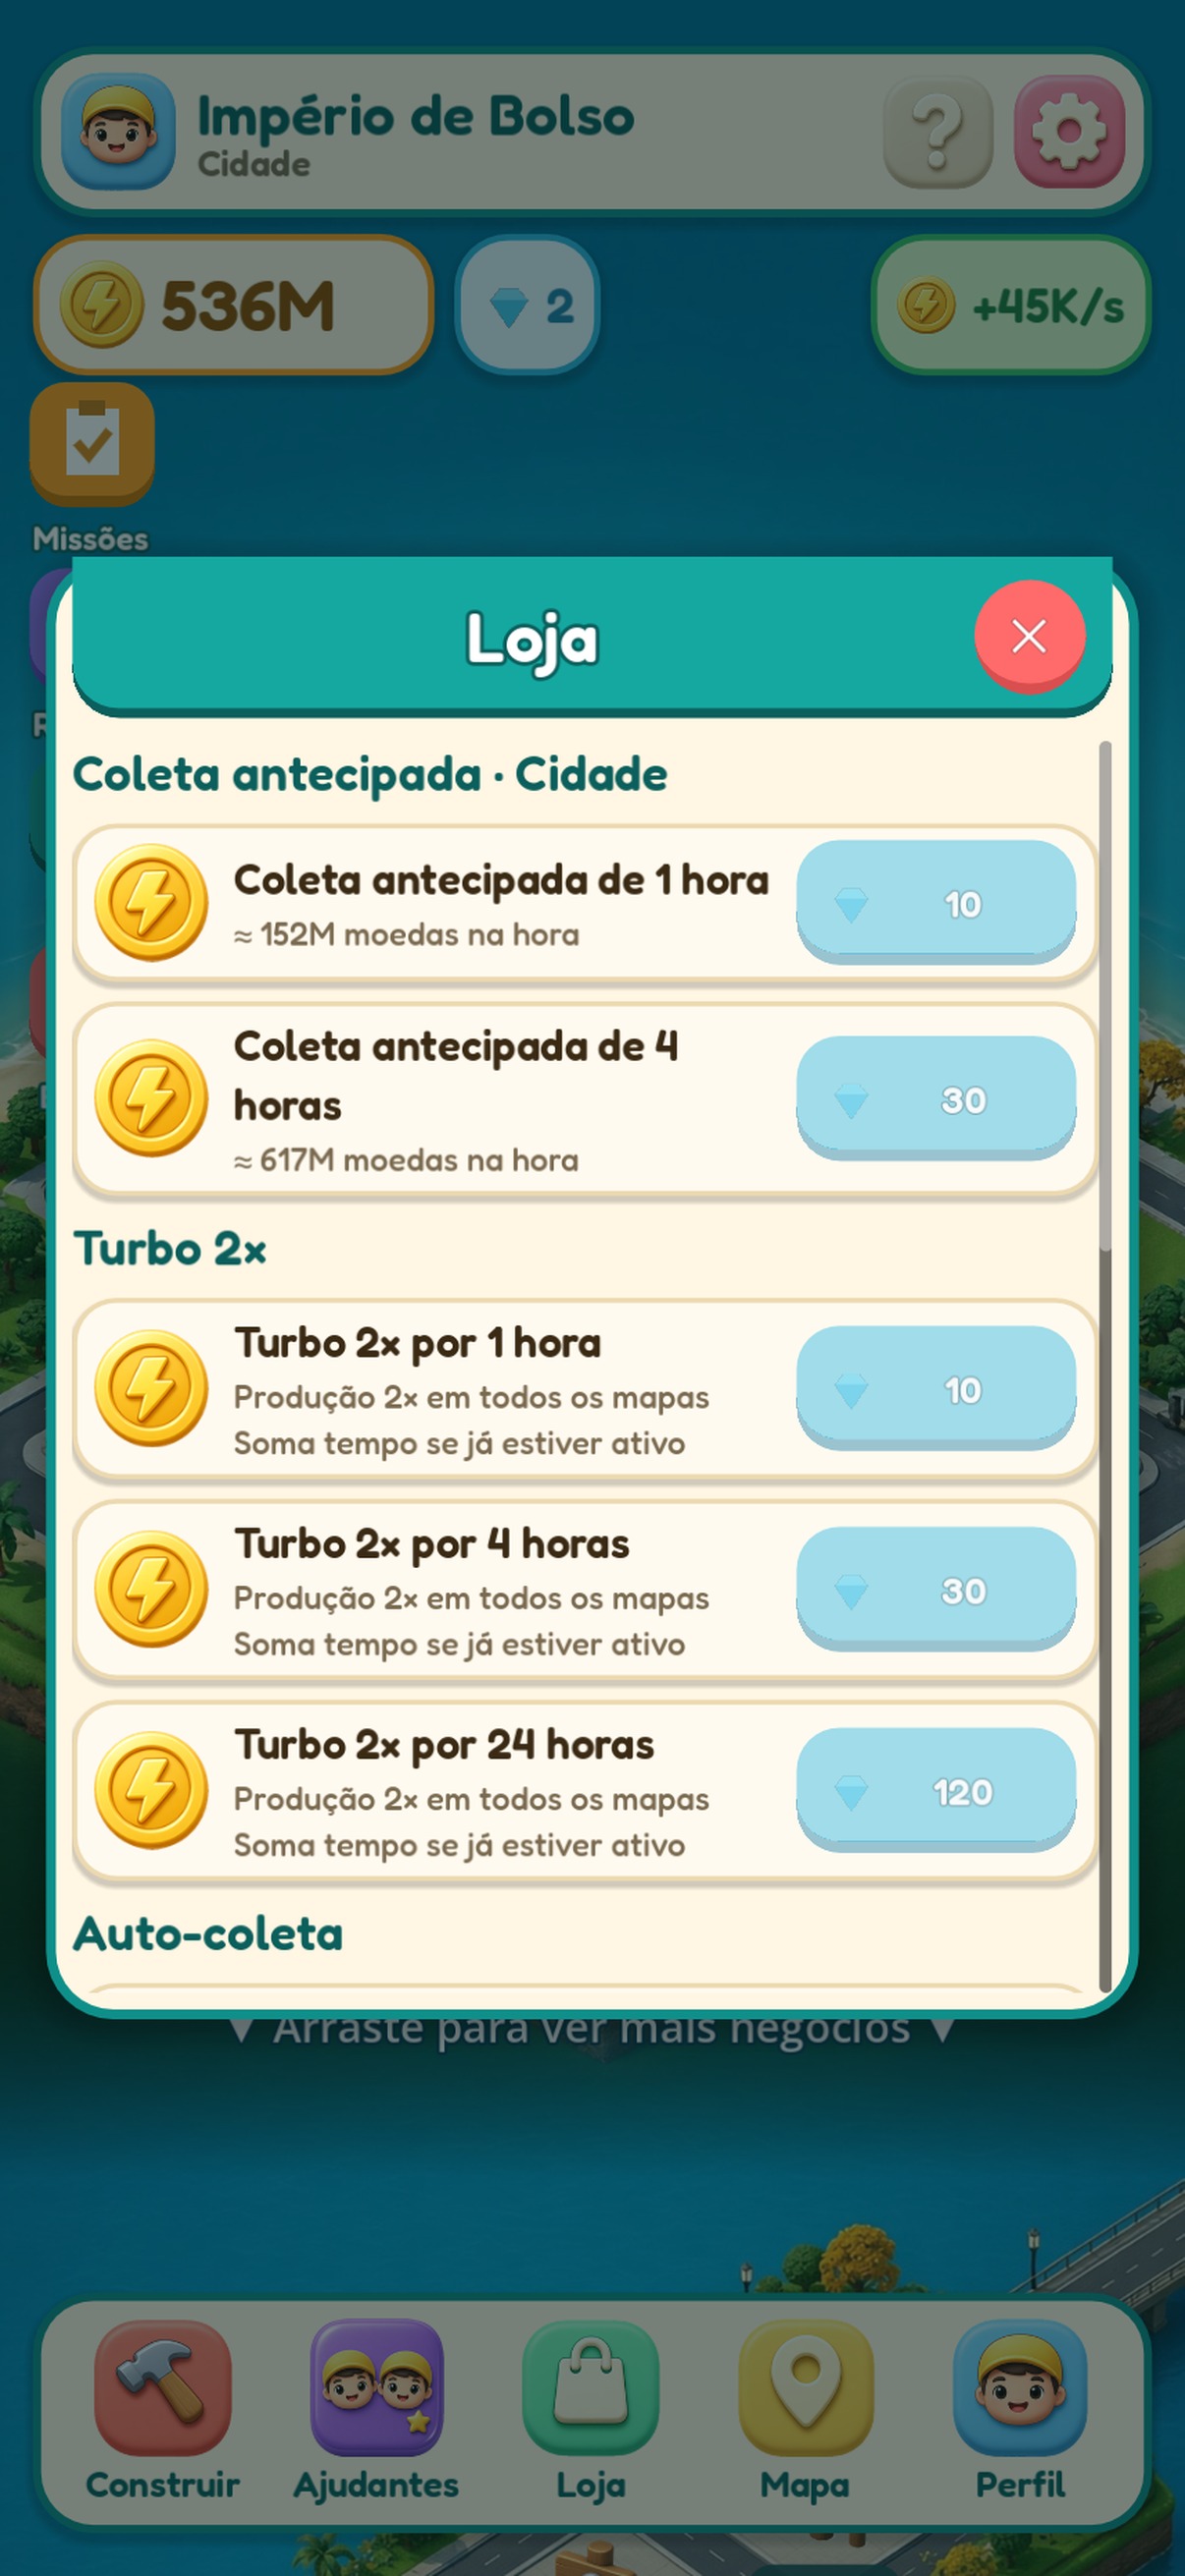 Império de Bolso
Cidade
536M
2
+45K/s
Missões
Loja
Coleta antecipada · Cidade
Coleta antecipada de 1 hora
≈ 152M moedas na hora
10
Coleta antecipada de 4
horas
≈ 617M moedas na hora
30
Turbo 2x
Turbo 2x por 1 hora
Produção 2x em todos os mapas
Soma tempo se já estiver ativo
10
Turbo 2x por 4 horas
Produção 2x em todos os mapas
Soma tempo se já estiver ativo
30
Turbo 2x por 24 horas
Produção 2x em todos os mapas
Soma tempo se já estiver ativo
120
Auto-coleta
▼ Arraste para ver mais negócios ▼
Construir
Ajudantes
Loja
Mapa
Perfil